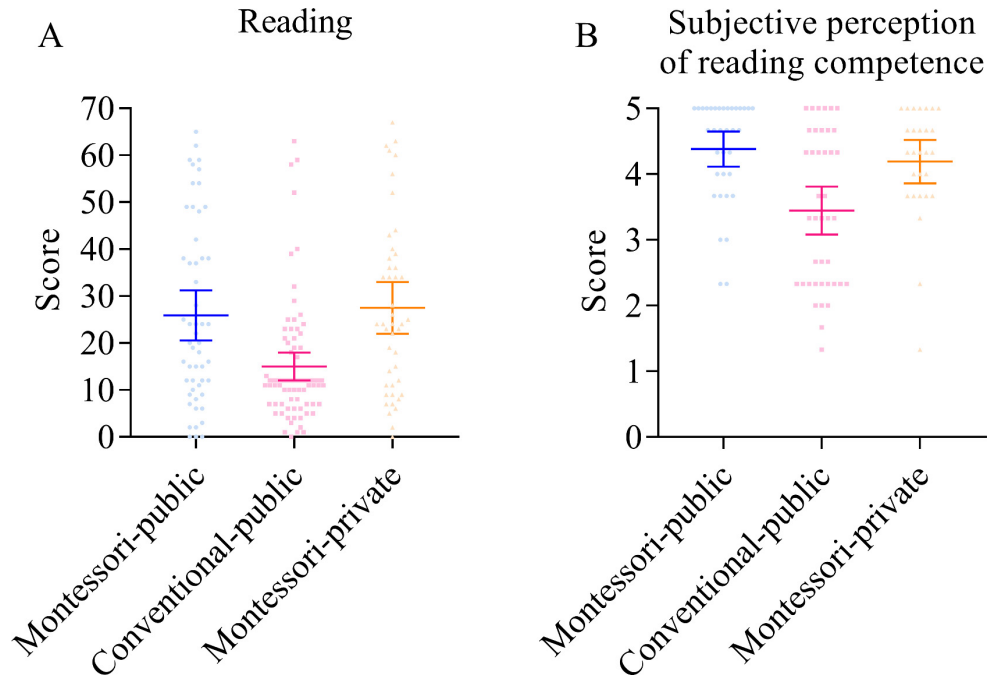 A
Reading
Score
70
60
50
40
30
20
10
0
Montessori-public
Conventional-public
Montessori-private
B
Subjective perception
of reading competence
Score
5
4
3
2
1
0
Montessori-public
Conventional-public
Montessori-private